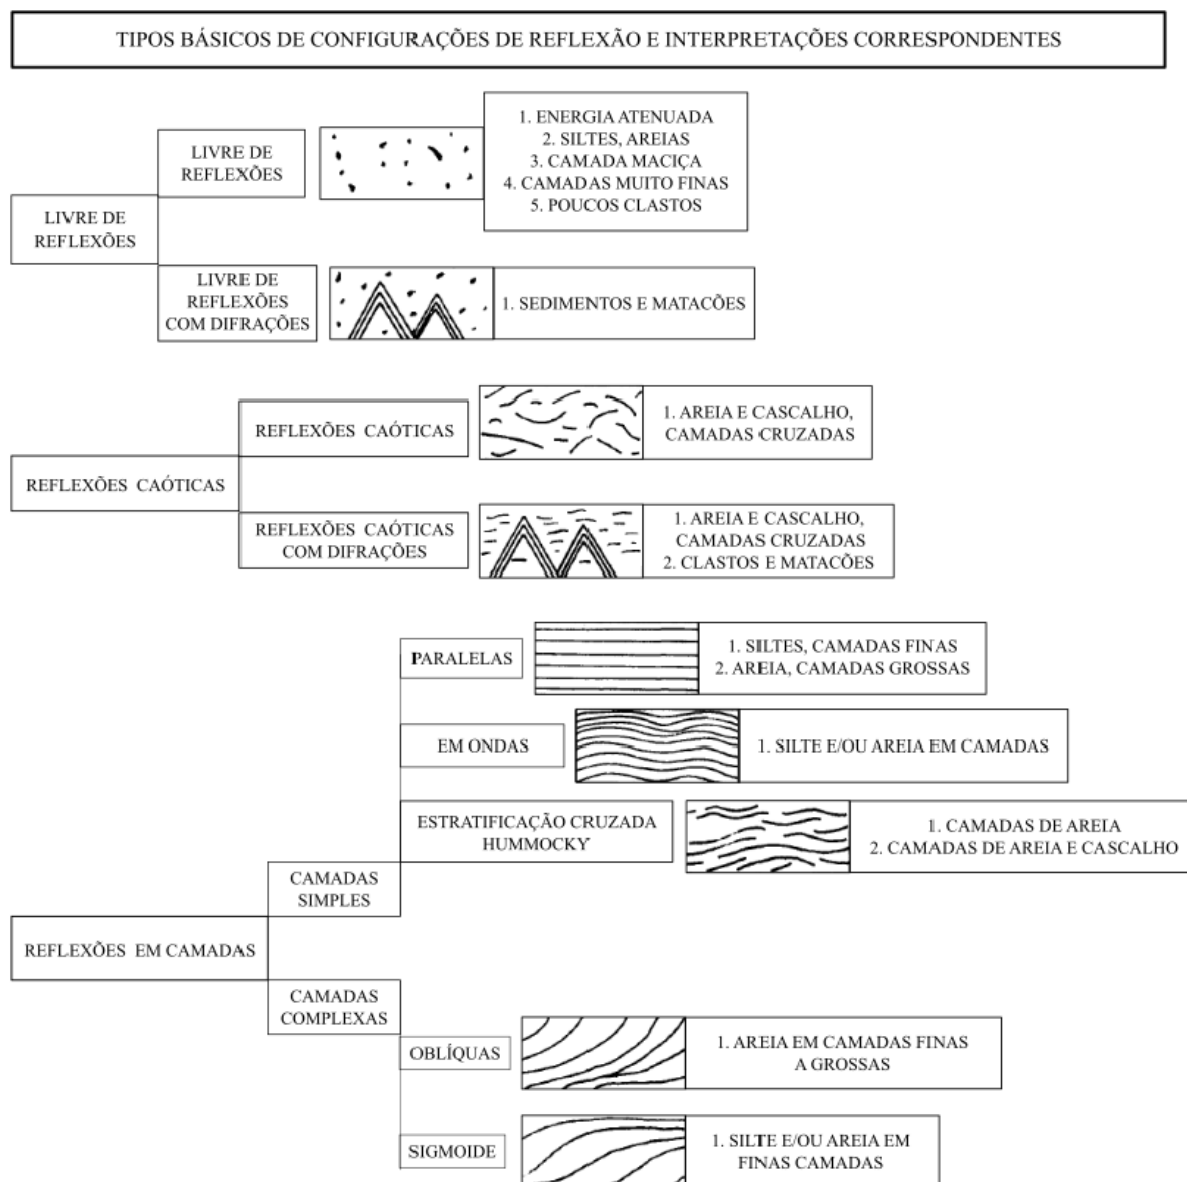 TIPOS BÁSICOS DE CONFIGURAÇÕES DE REFLEXÃO E INTERPRETAÇÕES CORRESPONDENTES
LIVRE DE
REFLEXÕES
LIVRE DE
REFLEXÕES
1. ENERGIA ATENUADA
2. SILTES, AREIAS
3. CAMADA MACIÇA
4. CAMADAS MUITO FINAS
5. POUCOS CLASTOS
LIVRE DE
REFLEXÕES
COM DIFRAÇÕES
1. SEDIMENTOS E MATACÕES
REFLEXÕES CAÓTICAS
REFLEXÕES CAÓTICAS
1. AREIA E CASCALHO,
CAMADAS CRUZADAS
REFLEXÕES CAÓTICAS
COM DIFRAÇÕES
1. AREIA E CASCALHO,
CAMADAS CRUZADAS
2. CLASTOS E MATACÕES
REFLEXÕES EM CAMADAS
CAMADAS
SIMPLES
PARALELAS
1. SILTES, CAMADAS FINAS
2. AREIA, CAMADAS GROSSAS
EM ONDAS
1. SILTE E/OU AREIA EM CAMADAS
ESTRATIFICAÇÃO CRUZADA
HUMMOCKY
1. CAMADAS DE AREIA
2. CAMADAS DE AREIA E CASCALHO
CAMADAS
COMPLEXAS
OBLÍQUAS
1. AREIA EM CAMADAS FINAS
A GROSSAS
SIGMOIDE
1. SILTE E/OU AREIA EM
FINAS CAMADAS